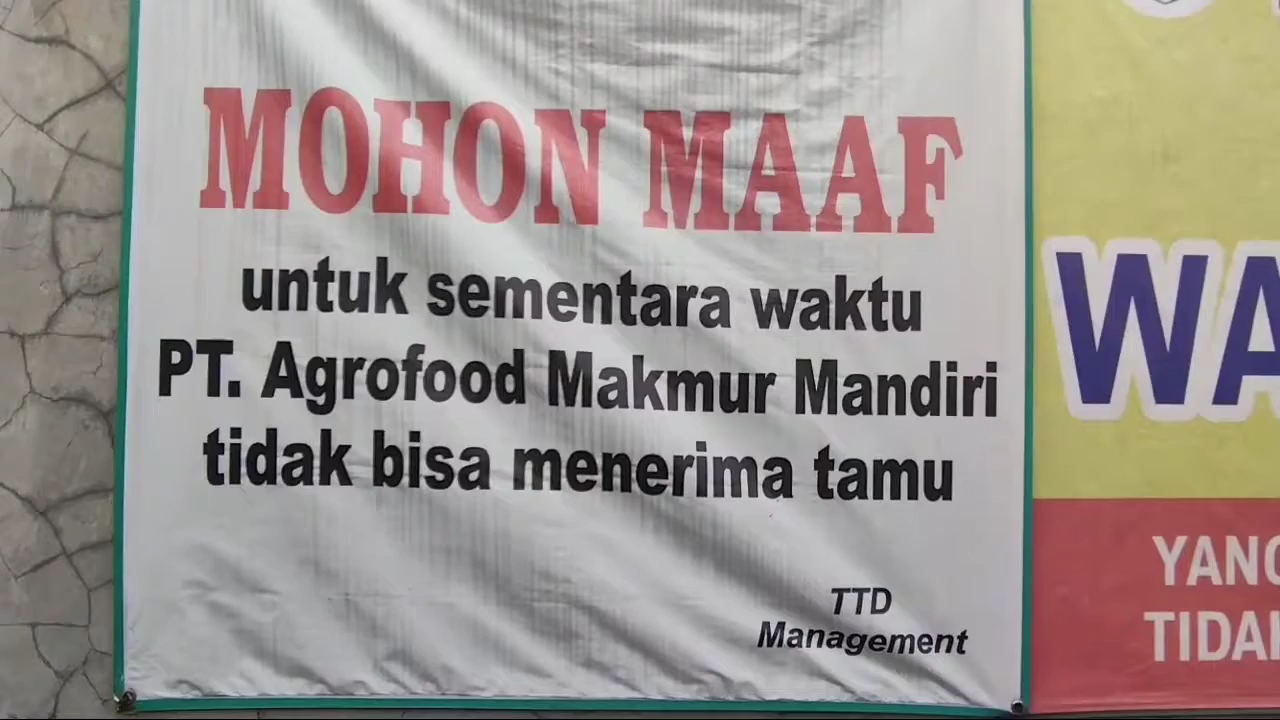 MOHON MAAF
untuk sementara waktu
PT. Agrofood Makmur Mandiri
tidak bisa menerima tamu
TTD
Management